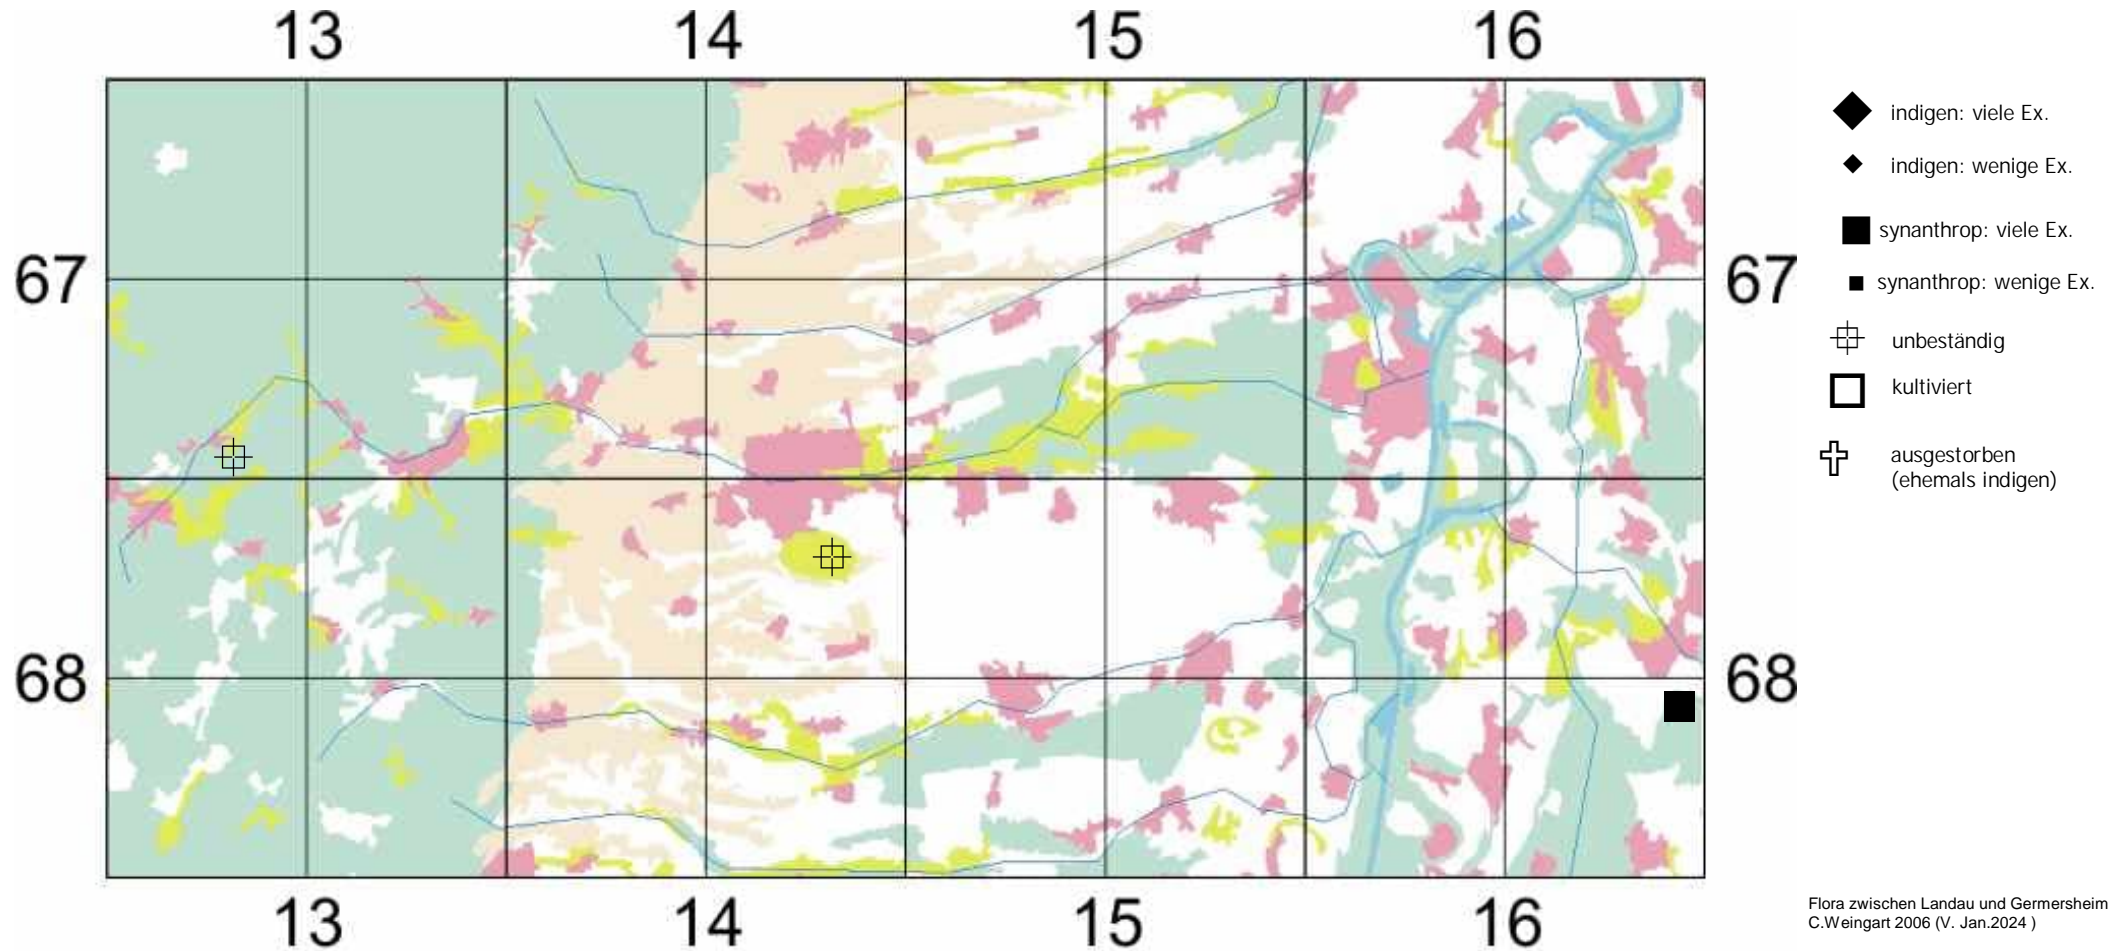 13 14 15 16
67 67
68 68
13 14 15 16
indigen: viele Ex.
indigen: wenige Ex.
synanthrop: viele Ex.
synanthrop: wenige Ex.
unbeständig
kultiviert
ausgestorben
(ehemals indigen)
Flora zwischen Landau und Germersheim
C.Weingart 2006 (V. Jan.2024 )